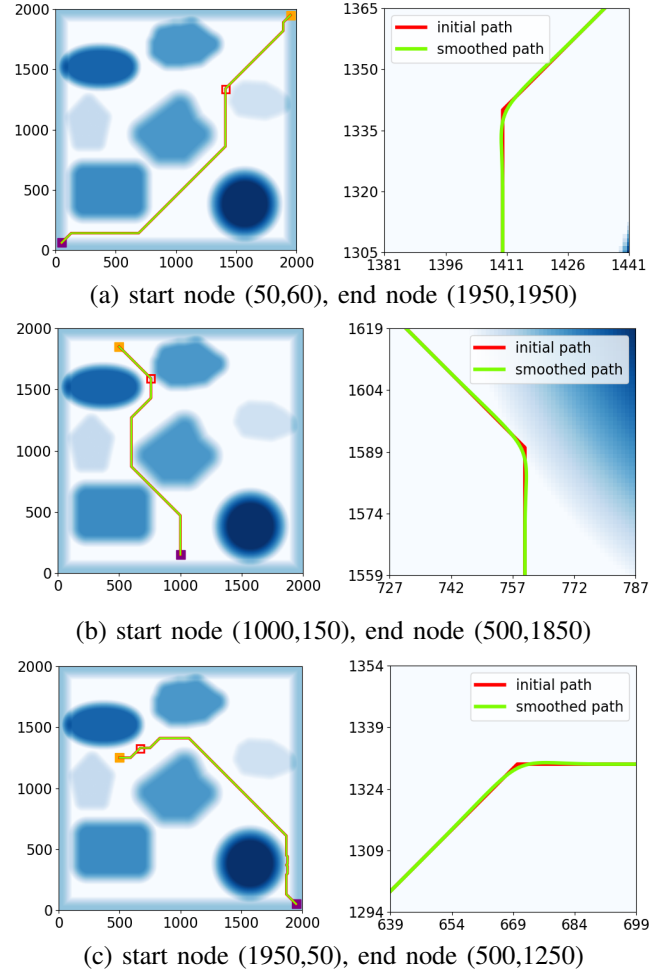 2000
1500
1000
500
0
0 500 1000 1500 2000
1365
1350
1335
1320
1305
1381 1396 1411 1426 1441
initial path
smoothed path
(a) start node (50,60), end node (1950,1950)
2000
1500
1000
500
0
0 500 1000 1500 2000
1619
1604
1589
1574
1559
727 742 757 772 787
initial path
smoothed path
(b) start node (1000,150), end node (500,1850)
2000
1500
1000
500
0
0 500 1000 1500 2000
1354
1339
1324
1309
1294
639 654 669 684 699
initial path
smoothed path
(c) start node (1950,50), end node (500,1250)